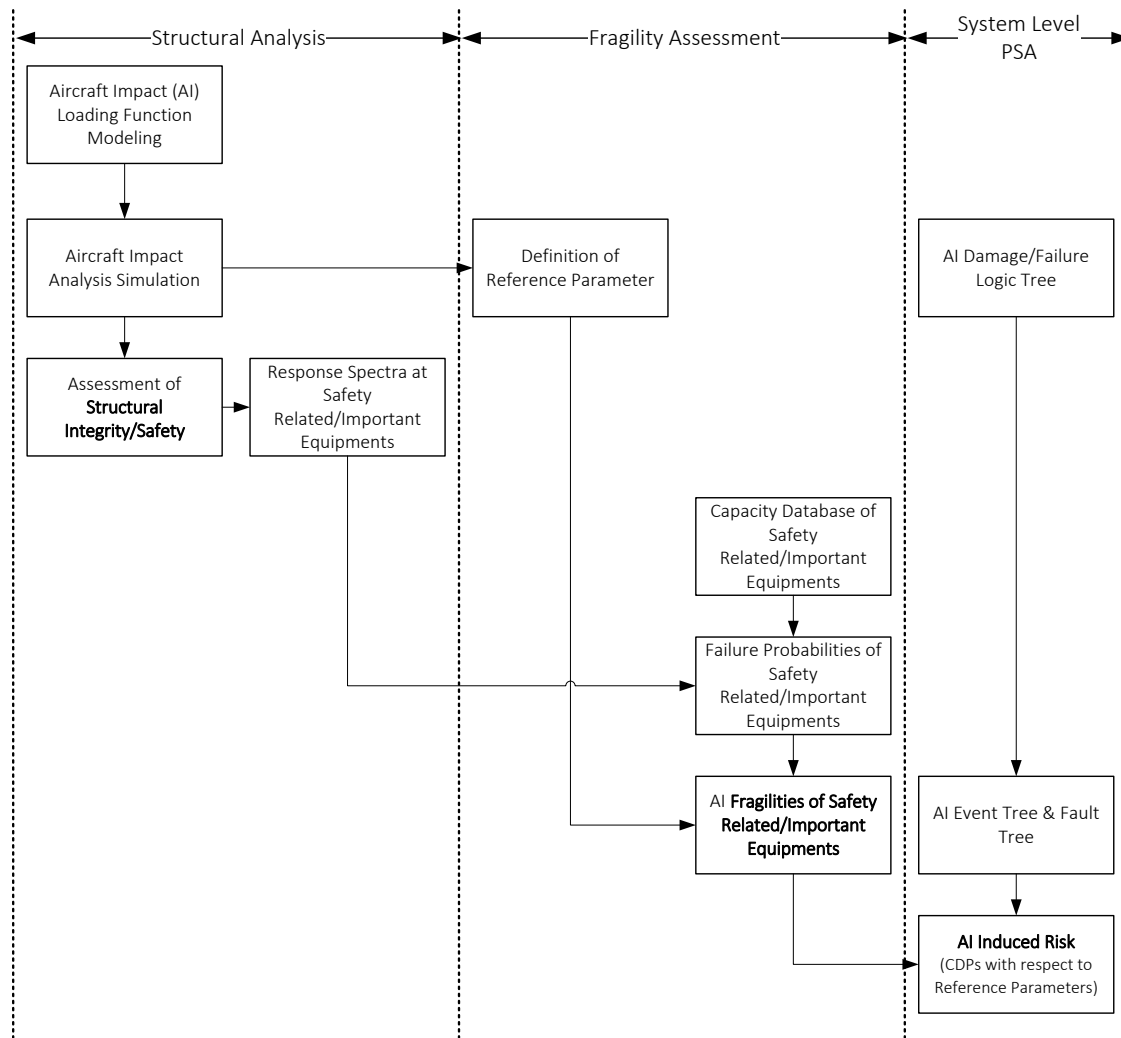 Structural Analysis
Fragility Assessment
System Level
PSA
Aircraft Impact (AI)
Loading Function
Modeling
Aircraft Impact
Analysis Simulation
Definition of
Reference Parameter
AI Damage/Failure
Logic Tree
Assessment of
Structural
Integrity/Safety
Response Spectra at
Safety
Related/Important
Equipments
Capacity Database of
Safety
Related/Important
Equipments
Failure Probabilities of
Safety
Related/Important
Equipments
AI Fragilities of Safety
Related/Important
Equipments
AI Event Tree & Fault
Tree
AI Induced Risk
(CDPs with respect to
Reference Parameters)